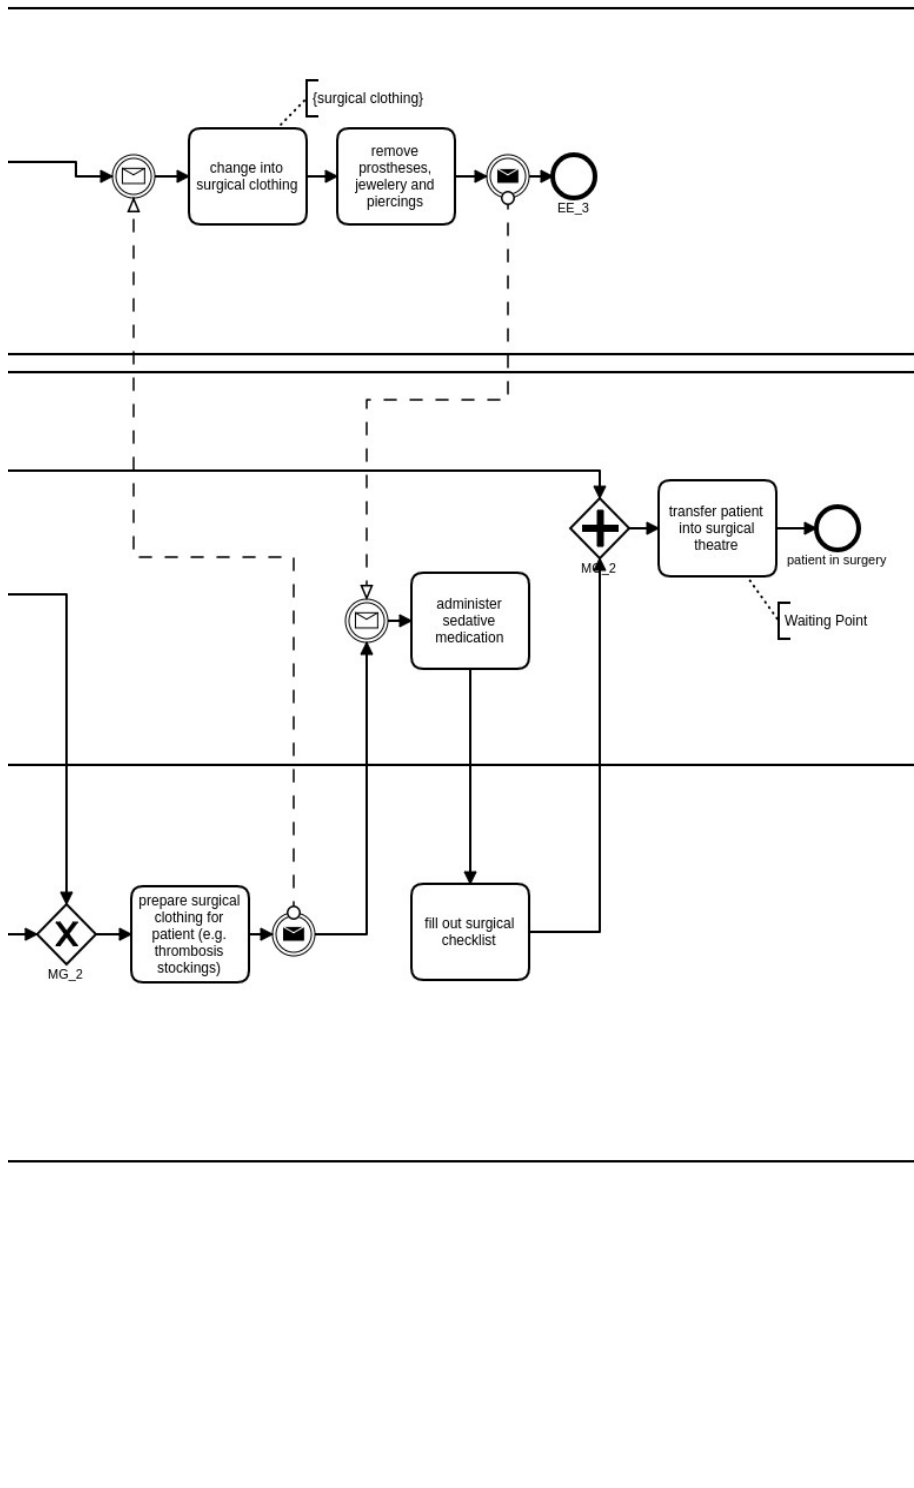 {surgical clothing}
change into
surgical clothing
remove
prostheses,
jewelery and
piercings
EE_3
transfer patient
into surgical
theatre
patient in surgery
MG_2
administer
sedative
medication
Waiting Point
prepare surgical
clothing for
patient (e.g.
thrombosis
stockings)
fill out surgical
checklist
MG_2